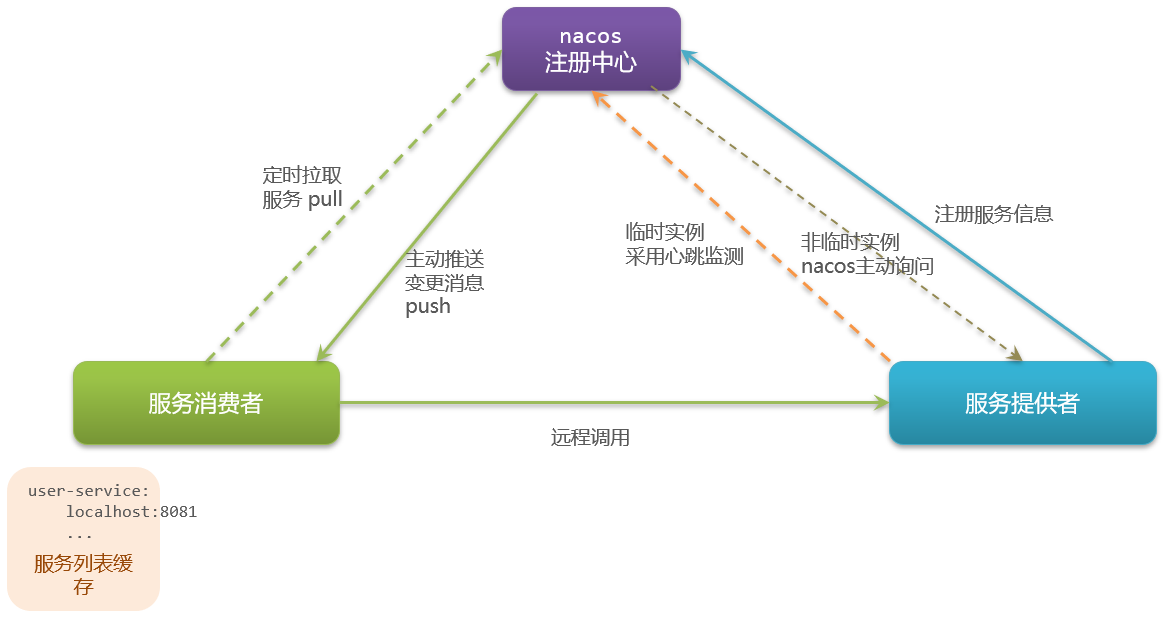 nacos
注册中心
定时拉取
服务 pull
主动推送
变更消息
push
临时实例
采用心跳监测
非临时实例
nacos主动询问
注册服务信息
服务消费者
服务提供者
远程调用
user-service:
localhost:8081
...
服务列表缓
存